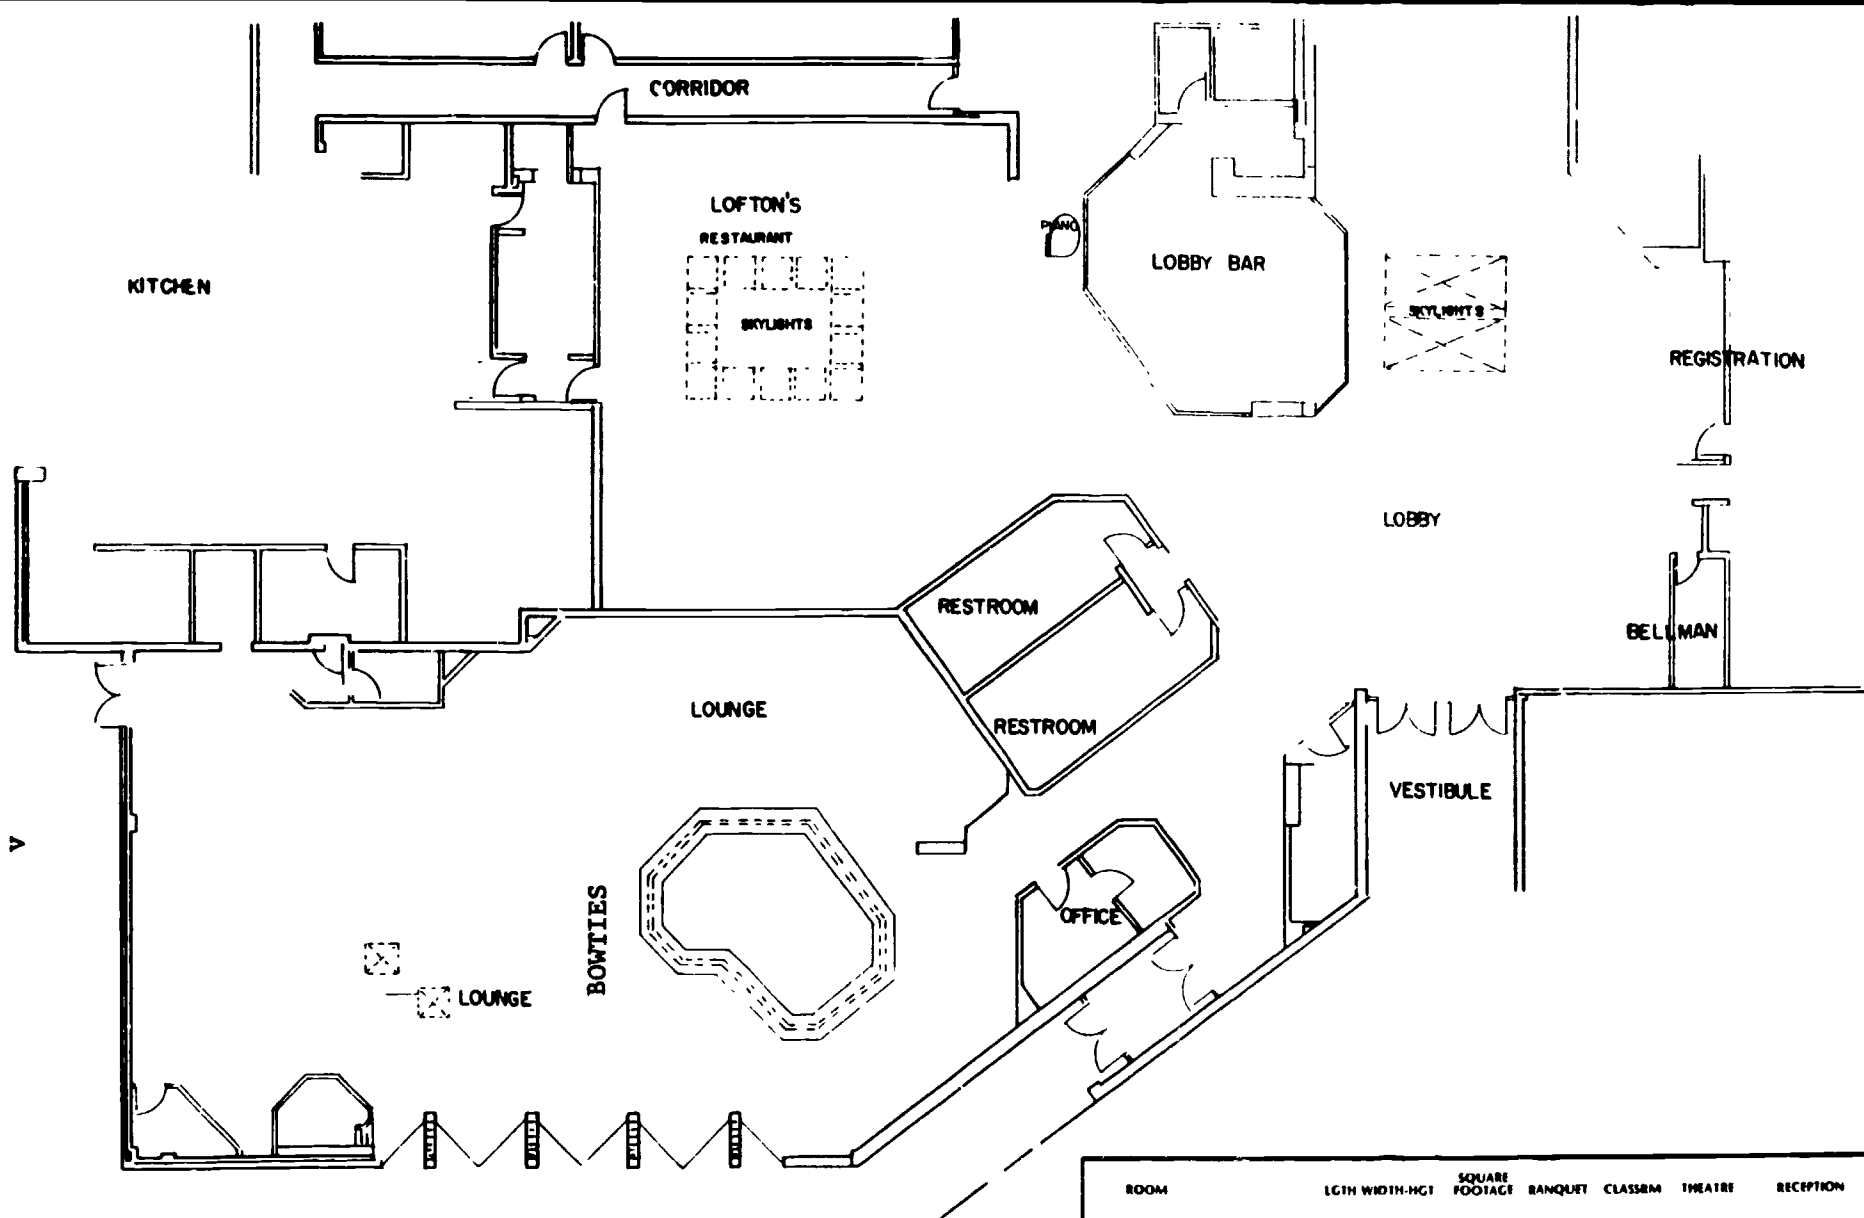 CORRIDOR
LOFTON'S
RESTAURANT
PIANO
LOBBY BAR
KITCHEN
SKYLIGHTS
SKYLIGHTS
REGISTRATION
LOBBY
RESTROOM
BELLMAN
LOUNGE
RESTROOM
VESTIBULE
V
OFFICE
BOWTIES
LOUNGE
ROOM LGTH WIDTH-HGT SQUARE FOOTAGE BANQUET CLASSRM THEATRE RECEPTION